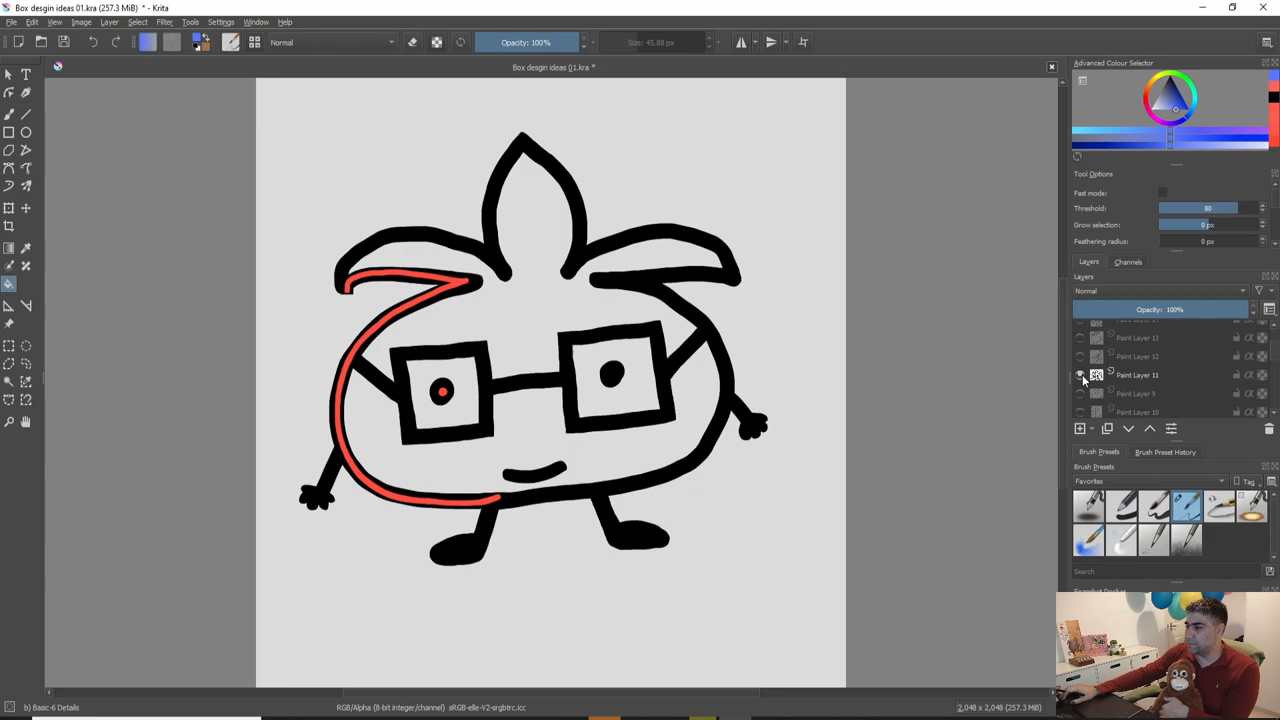 Box desgin ideas 01.kra (257.3 MiB) * - Krita
File Edit View Image Layer Select Filter Tools Settings Window Help
Normal Opacity: 100% Size: 45.88 px
Box desgin ideas 01.kra *
Advanced Colour Selector
Tool Options
Fast mode:
Threshold: 80
Grow selection: 0 px
Feathering radius: 0 px
Layers Channels
Layers
Normal
Opacity: 100%
Paint Layer 13
Paint Layer 12
Paint Layer 11
Paint Layer 9
Paint Layer 10
Brush Presets Brush Preset History
Brush Presets
Favorites Tag
Search
b) Basic-6 Details RGB/Alpha (8-bit integer/channel) sRGB-elle-V2-srgbtrc.icc 2,048 x 2,048 (257.3 MiB)